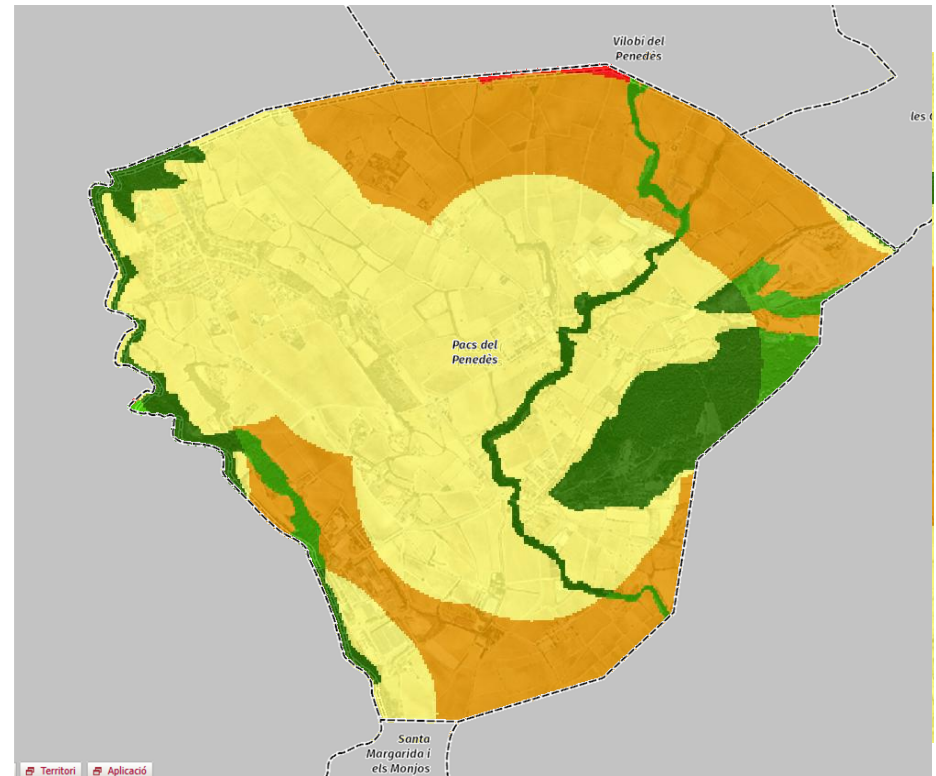 Vilobí del
Penedès
les
Pacs del
Penedès
Santa
Margarida i
els Monjos
Territori
Aplicació